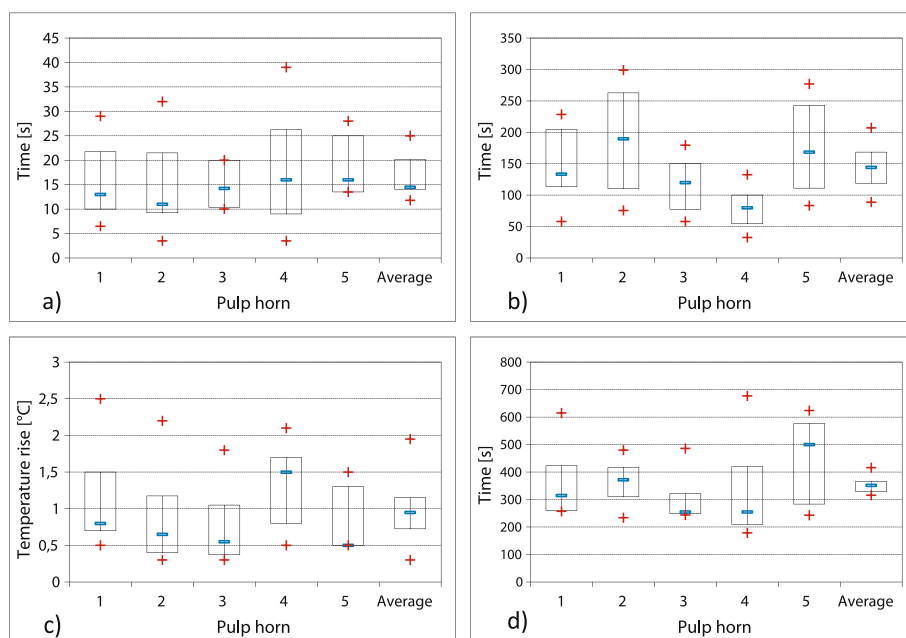 45
40
35
30
25
20
15
10
5
0
Time [s]
1 2 3 4 5 Average
Pulp horn
a)
350
300
250
200
150
100
50
0
Time [s]
1 2 3 4 5 Average
Pulp horn
b)
3
2,5
2
1,5
1
0,5
0
Temperature rise [°C]
1 2 3 4 5 Average
Pulp horn
c)
800
700
600
500
400
300
200
100
0
Time [s]
1 2 3 4 5 Average
Pulp horn
d)